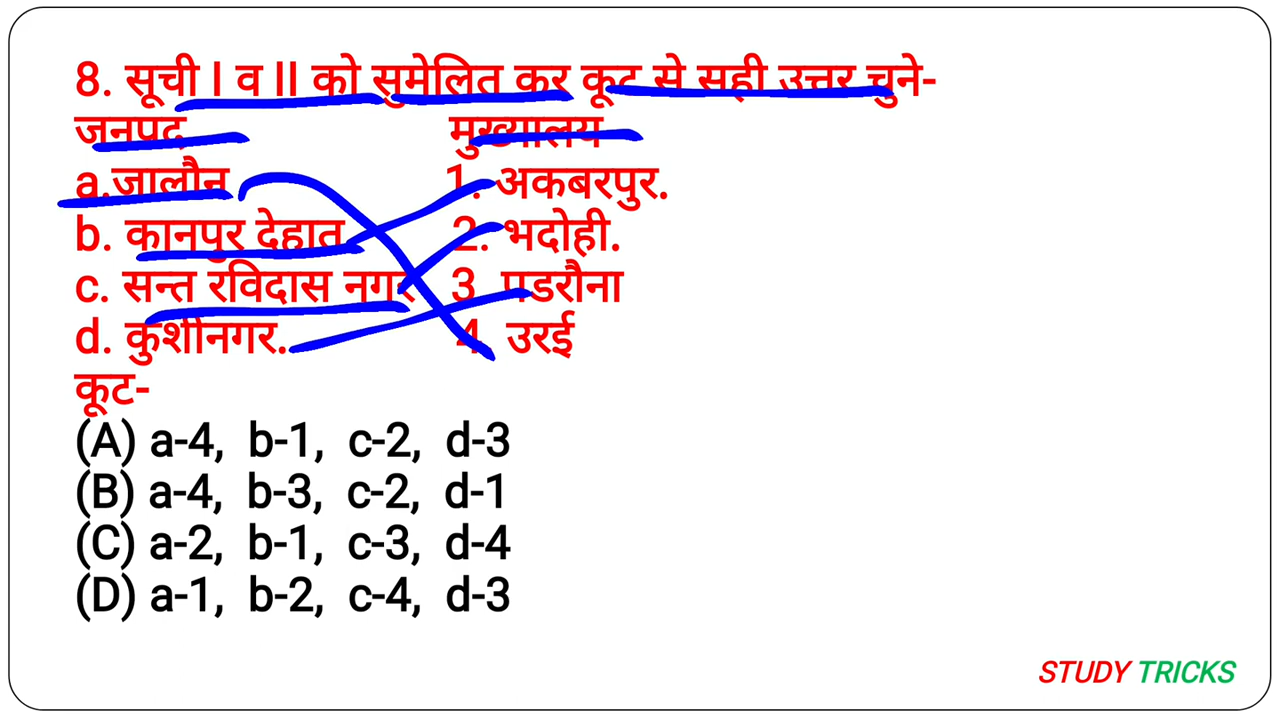 8. सूची I व II को सुमेलित कर कूट से सही उत्तर चुने-
जनपद मुख्यालय
a.जालौन 1. अकबरपुर.
b. कानपुर देहात 2. भदोही.
c. सन्त रविदास नगर 3. पडरौना
d. कुशीनगर. 4. उरई
कूट-
(A) a-4, b-1, c-2, d-3
(B) a-4, b-3, c-2, d-1
(C) a-2, b-1, c-3, d-4
(D) a-1, b-2, c-4, d-3
STUDY TRICKS